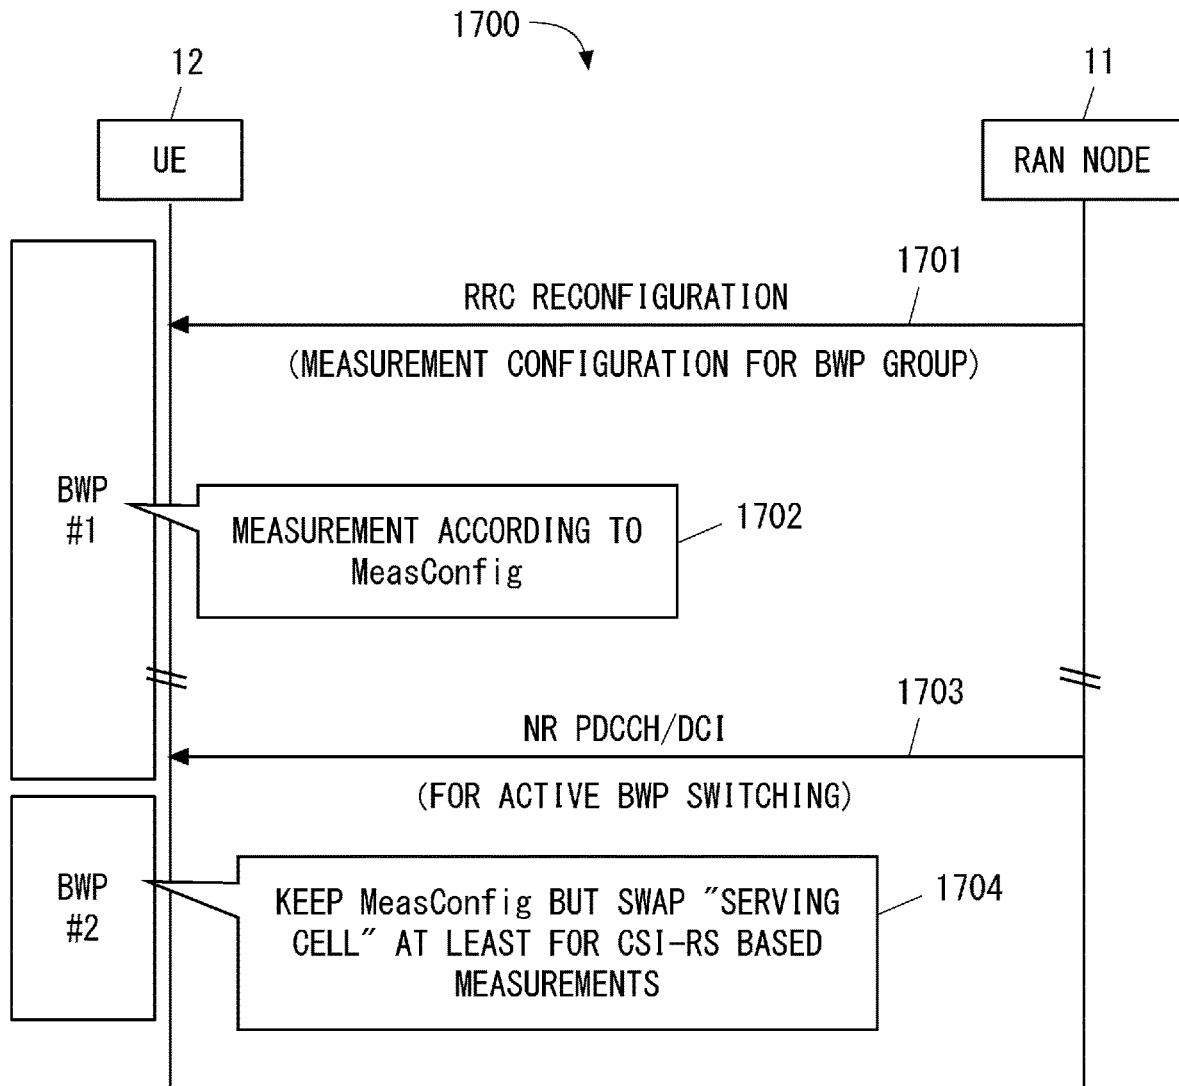 1700
12
11
UE
RAN NODE
1701
RRC RECONFIGURATION
(MEASUREMENT CONFIGURATION FOR BWP GROUP)
BWP
#1
MEASUREMENT ACCORDING TO
MeasConfig
1702
1703
NR PDCCH/DCI
(FOR ACTIVE BWP SWITCHING)
BWP
#2
KEEP MeasConfig BUT SWAP "SERVING
CELL" AT LEAST FOR CSI-RS BASED
MEASUREMENTS
1704